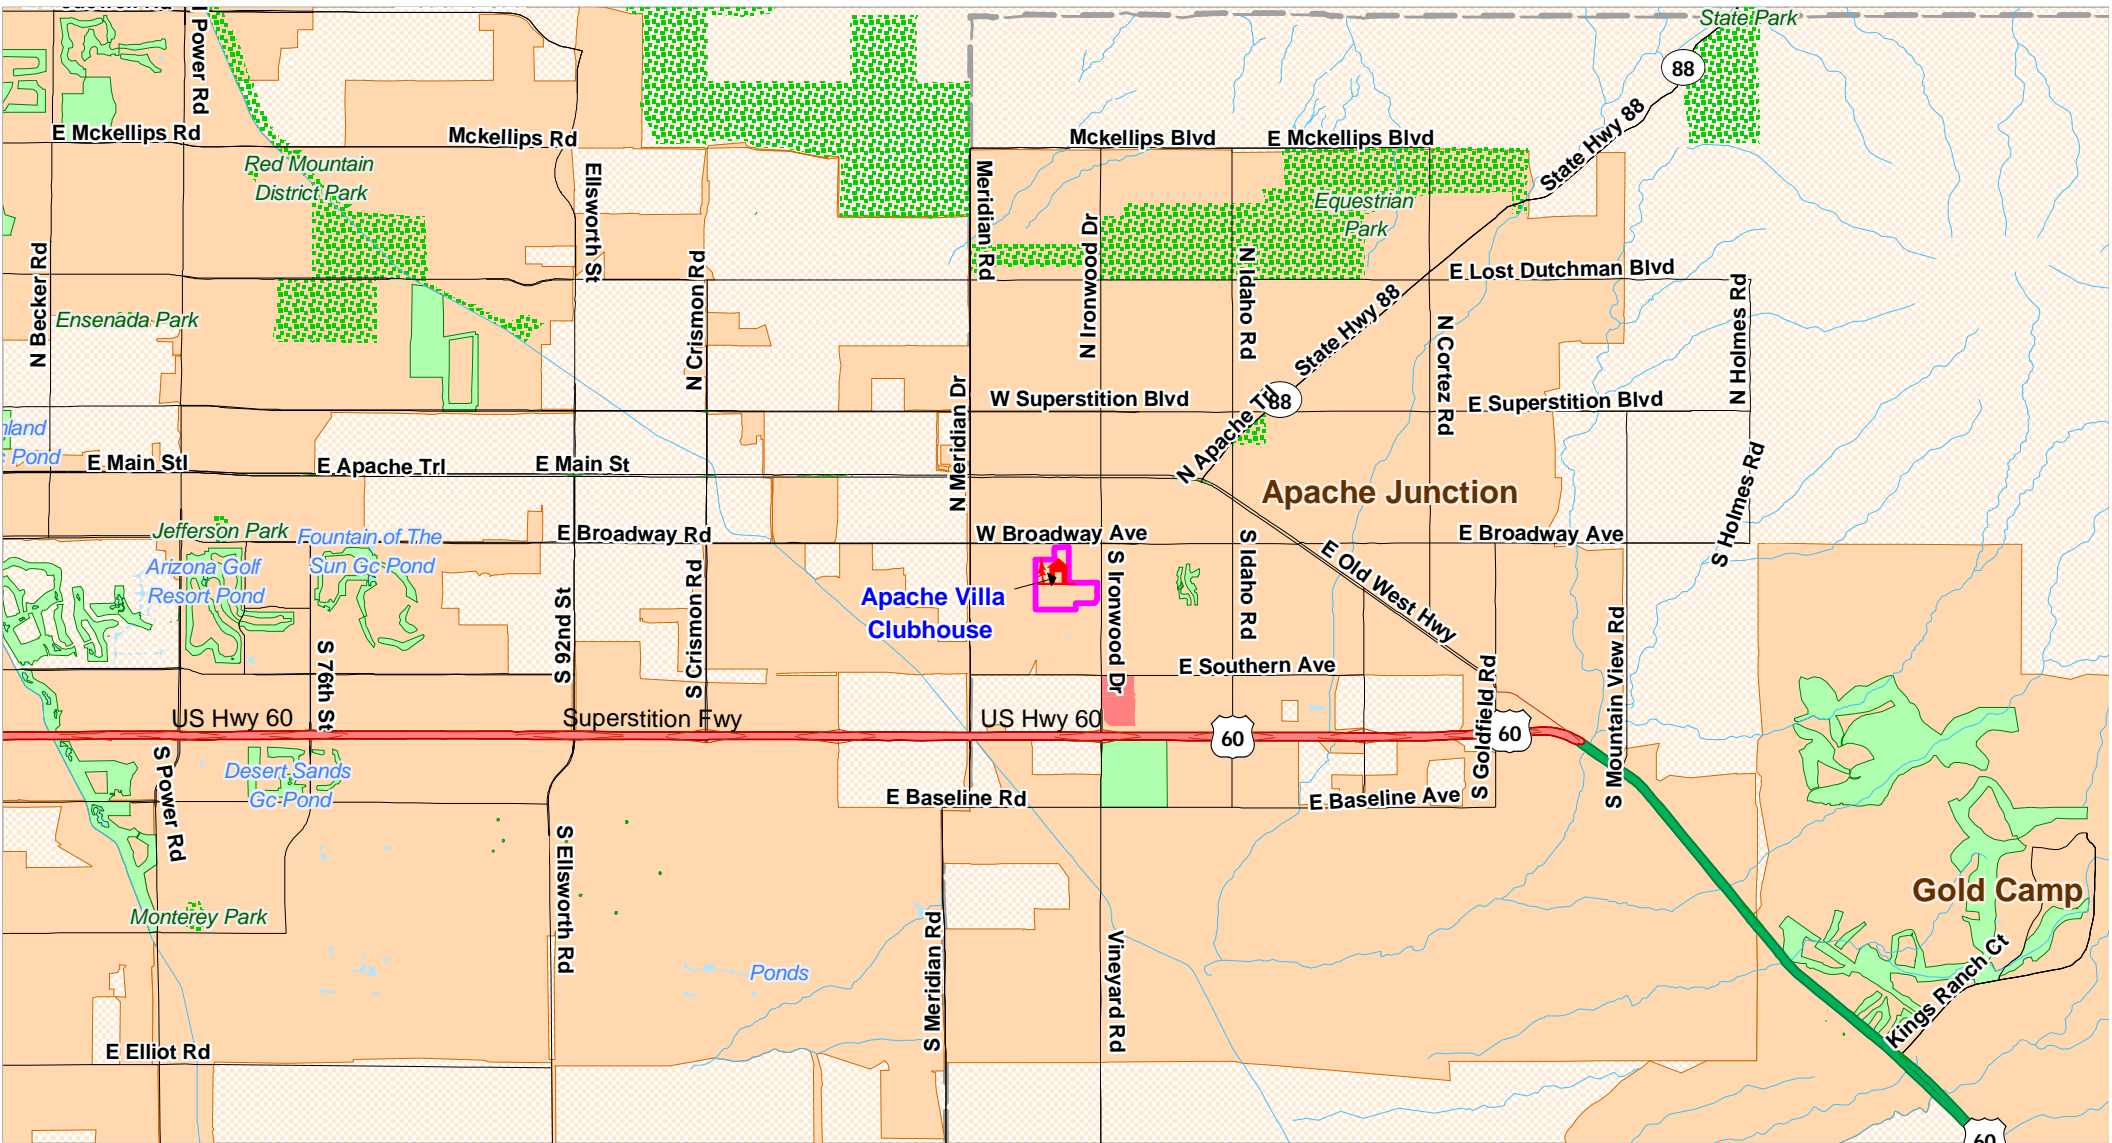 State Park
88
Power Rd
E Mckellips Rd
Mckellips Rd
Mckellips Blvd
E Mckellips Blvd
State Hwy 88
Red Mountain
District Park
Ellsworth St
Meridian Rd
N Ironwood Dr
Equestrian
Park
N Becker Rd
N Crismon Rd
N Idaho Rd
E Lost Dutchman Blvd
N Holmes Rd
Ensenada Park
State Hwy 88
N Cortez Rd
N Meridian Dr
W Superstition Blvd
N Apache Trl
88
E Superstition Blvd
Pond
E Main Stl
E Apache Trl
E Main St
Apache Junction
S Holmes Rd
Jefferson Park
Fountain of The
Sun Gc Pond
E Broadway Rd
W Broadway Ave
E Broadway Ave
Arizona Golf
Resort Pond
S Ironwood Dr
S Idaho Rd
E Old West Hwy
Apache Villa
Clubhouse
S 92nd St
S Crismon Rd
S 76th St
E Southern Ave
S Goldfield Rd
S Mountain View Rd
US Hwy 60
Superstition Fwy
US Hwy 60
60
60
S Power Rd
Desert Sands
Gc Pond
E Baseline Rd
E Baseline Ave
S Ellsworth Rd
Gold Camp
Monterey Park
S Meridian Rd
Vineyard Rd
Ponds
Kings Ranch Ct
E Elliot Rd
60